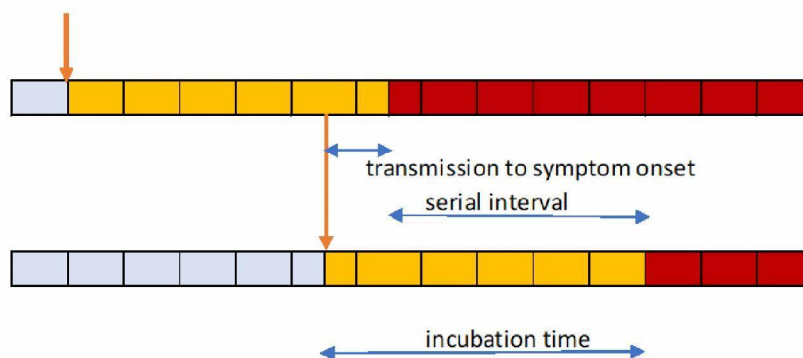 transmission to symptom onset
serial interval
incubation time